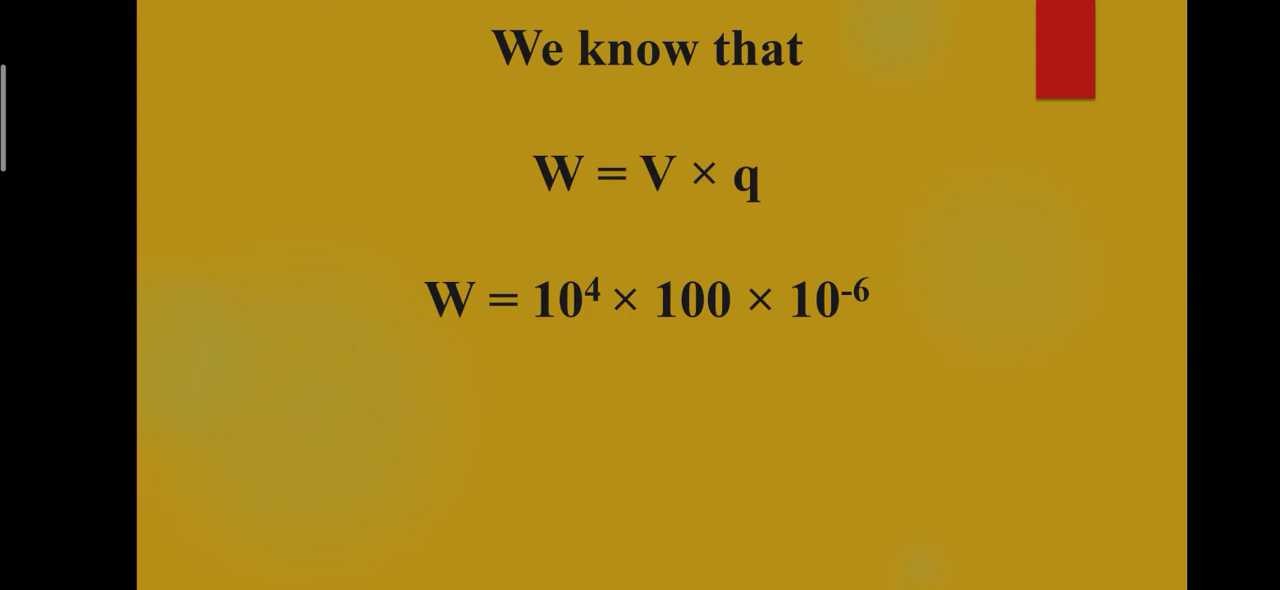 We know that
W = V × q
W = 10⁴ × 100 × 10⁻⁶